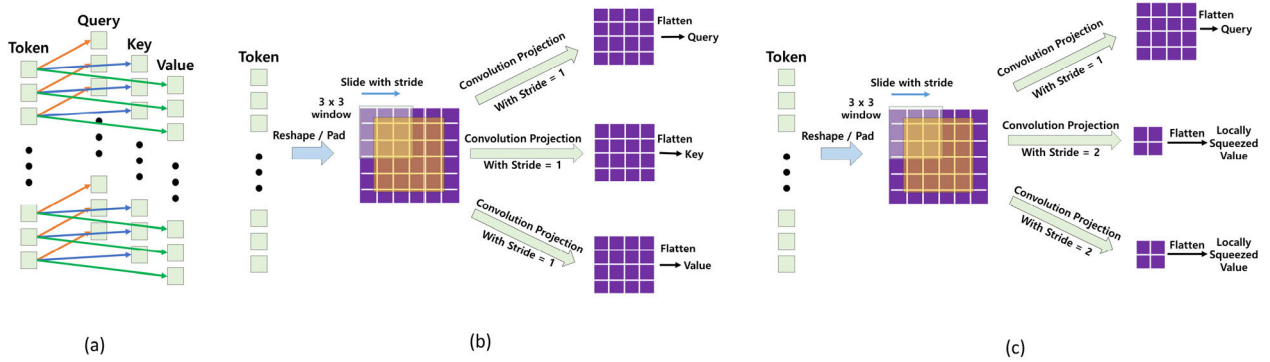 Query
Token
Key
Value
(a)
Token
Reshape / Pad
Slide with stride
3 x 3
window
Convolution Projection
With Stride = 1
Flatten
Query
Convolution Projection
With Stride = 1
Flatten
Key
Convolution Projection
With Stride = 1
Flatten
Value
(b)
Token
Reshape / Pad
Slide with stride
3 x 3
window
Convolution Projection
With Stride = 1
Flatten
Query
Convolution Projection
With Stride = 2
Flatten
Locally
Squeezed
Value
Convolution Projection
With Stride = 2
Flatten
Locally
Squeezed
Value
(c)